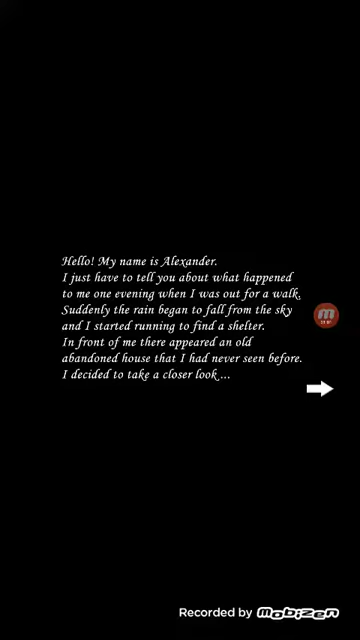 Hello! My name is Alexander.
I just have to tell you about what happened
to me one evening when I was out for a walk.
Suddenly the rain began to fall from the sky
and I started running to find a shelter.
In front of me there appeared an old
abandoned house that I had never seen before.
I decided to take a closer look ...
Recorded by mobizen